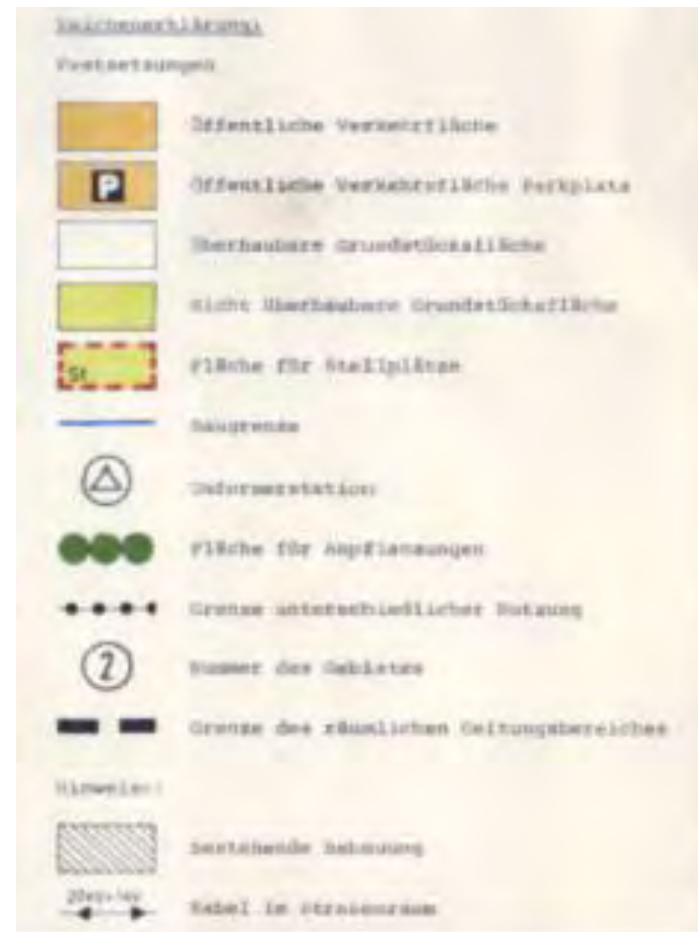 Zeichenerklärung:
Festsetzungen
Öffentliche Verkehrsfläche
P Öffentliche Verkehrsfläche Parkplatz
Überbaubare Grundstücksfläche
Nicht überbaubare Grundstücksfläche
St Fläche für Stellplätze
Baugrenze
Umformerstation
Fläche für Anpflanzungen
Grenze unterschiedlicher Nutzung
2 Nummer des Gebietes
Grenze des räumlichen Geltungsbereiches
Hinweise:
Bestehende Bebauung
Kabel im Strassenraum